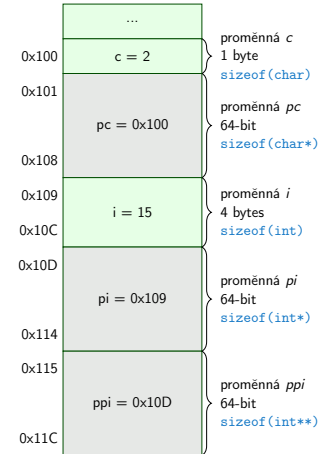 ...
0x100
c = 2
proměnná c
1 byte
sizeof(char)
0x101
pc = 0x100
proměnná pc
64-bit
sizeof(char*)
0x108
0x109
i = 15
proměnná i
4 bytes
sizeof(int)
0x10C
0x10D
pi = 0x109
proměnná pi
64-bit
sizeof(int*)
0x114
0x115
ppi = 0x10D
proměnná ppi
64-bit
sizeof(int**)
0x11C